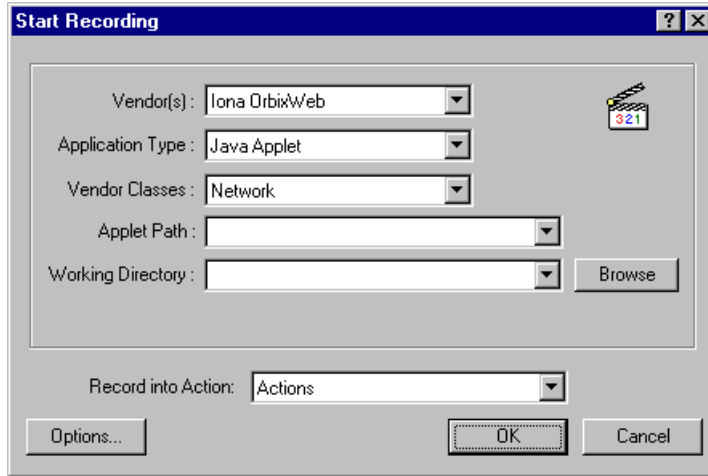 Start Recording
Vendor(s) : Iona OrbixWeb
321
Application Type : Java Applet
Vendor Classes : Network
Applet Path :
Working Directory : Browse
Record into Action: Actions
Options... OK Cancel